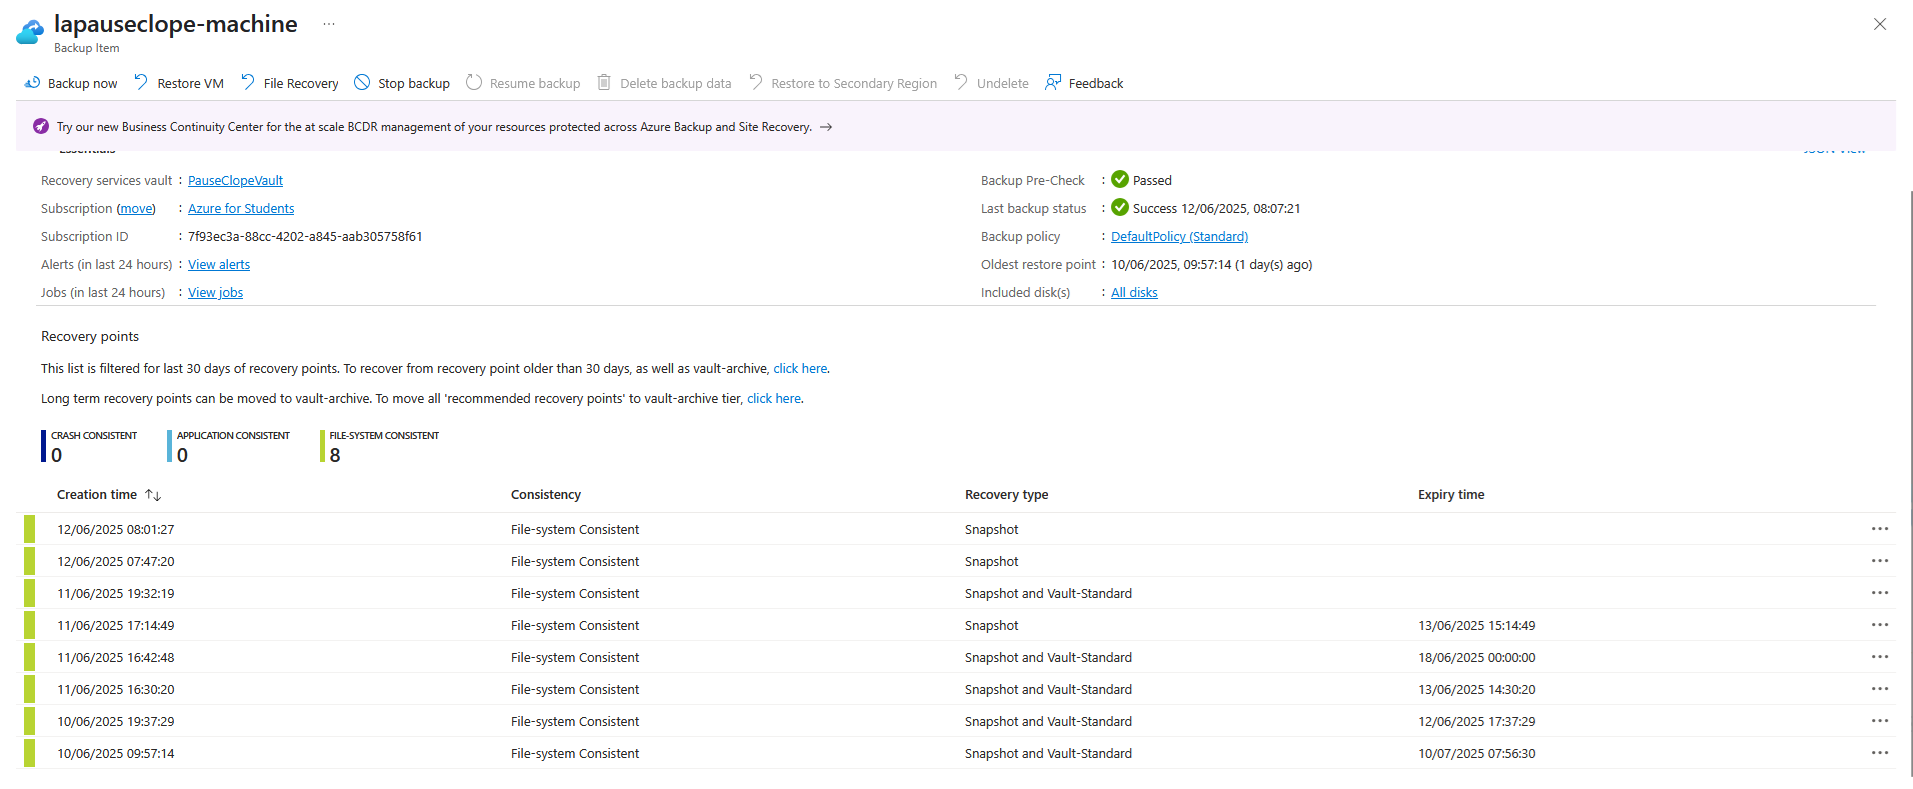 lapauseclope-machine ···
Backup Item
Backup now Restore VM File Recovery Stop backup Resume backup Delete backup data Restore to Secondary Region Undelete Feedback
Try our new Business Continuity Center for the at scale BCDR management of your resources protected across Azure Backup and Site Recovery. →
Essentials JSON View
Recovery services vault : PauseClopeVault
Subscription (move) : Azure for Students
Subscription ID : 7f93ec3a-88cc-4202-a845-aab305758f61
Alerts (in last 24 hours) : View alerts
Jobs (in last 24 hours) : View jobs
Backup Pre-Check : Passed
Last backup status : Success 12/06/2025, 08:07:21
Backup policy : DefaultPolicy (Standard)
Oldest restore point : 10/06/2025, 09:57:14 (1 day(s) ago)
Included disk(s) : All disks
Recovery points
This list is filtered for last 30 days of recovery points. To recover from recovery point older than 30 days, as well as vault-archive, click here.
Long term recovery points can be moved to vault-archive. To move all 'recommended recovery points' to vault-archive tier, click here.
CRASH CONSISTENT APPLICATION CONSISTENT FILE-SYSTEM CONSISTENT
0 0 8
Creation time ↑↓ Consistency Recovery type Expiry time
12/06/2025 08:01:27 File-system Consistent Snapshot ···
12/06/2025 07:47:20 File-system Consistent Snapshot ···
11/06/2025 19:32:19 File-system Consistent Snapshot and Vault-Standard ···
11/06/2025 17:14:49 File-system Consistent Snapshot 13/06/2025 15:14:49 ···
11/06/2025 16:42:48 File-system Consistent Snapshot and Vault-Standard 18/06/2025 00:00:00 ···
11/06/2025 16:30:20 File-system Consistent Snapshot and Vault-Standard 13/06/2025 14:30:20 ···
10/06/2025 19:37:29 File-system Consistent Snapshot and Vault-Standard 12/06/2025 17:37:29 ···
10/06/2025 09:57:14 File-system Consistent Snapshot and Vault-Standard 10/07/2025 07:56:30 ···